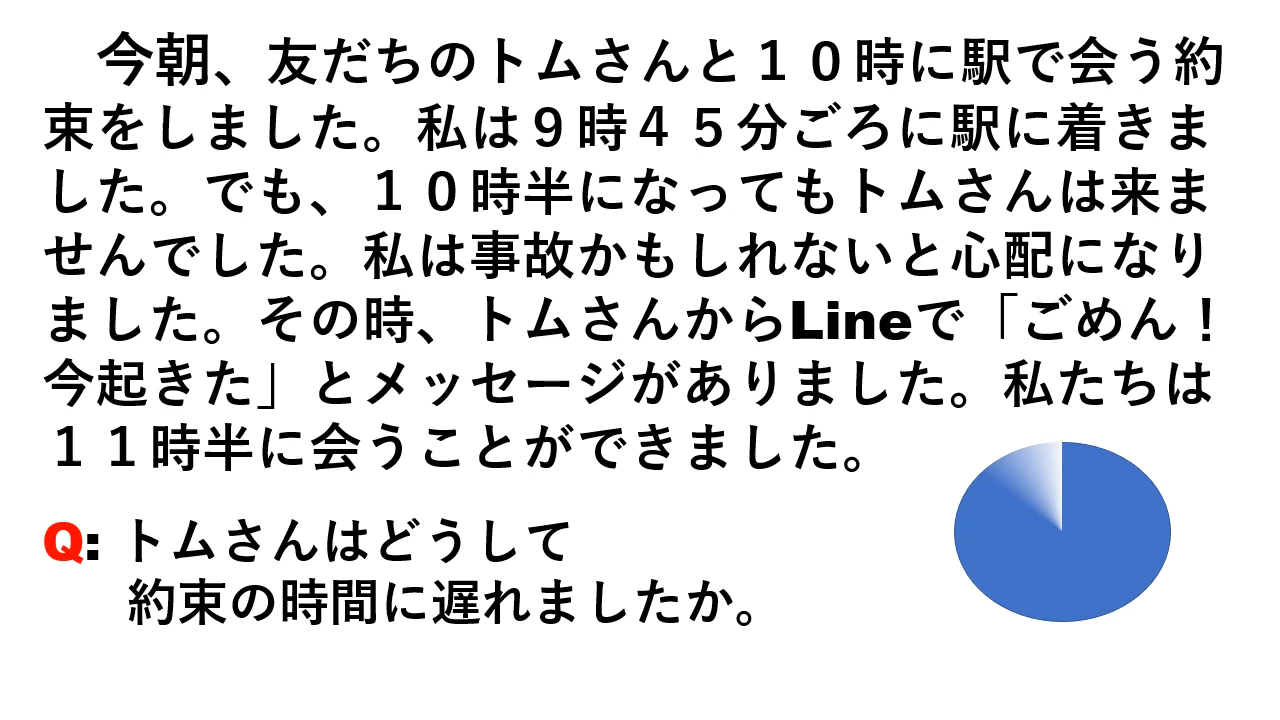 今朝、友だちのトムさんと１０時に駅で会う約
束をしました。私は９時４５分ごろに駅に着きま
した。でも、１０時半になってもトムさんは来ま
せんでした。私は事故かもしれないと心配になり
ました。その時、トムさんからLineで「ごめん！
今起きた」とメッセージがありました。私たちは
１１時半に会うことができました。
Q: トムさんはどうして
約束の時間に遅れましたか。